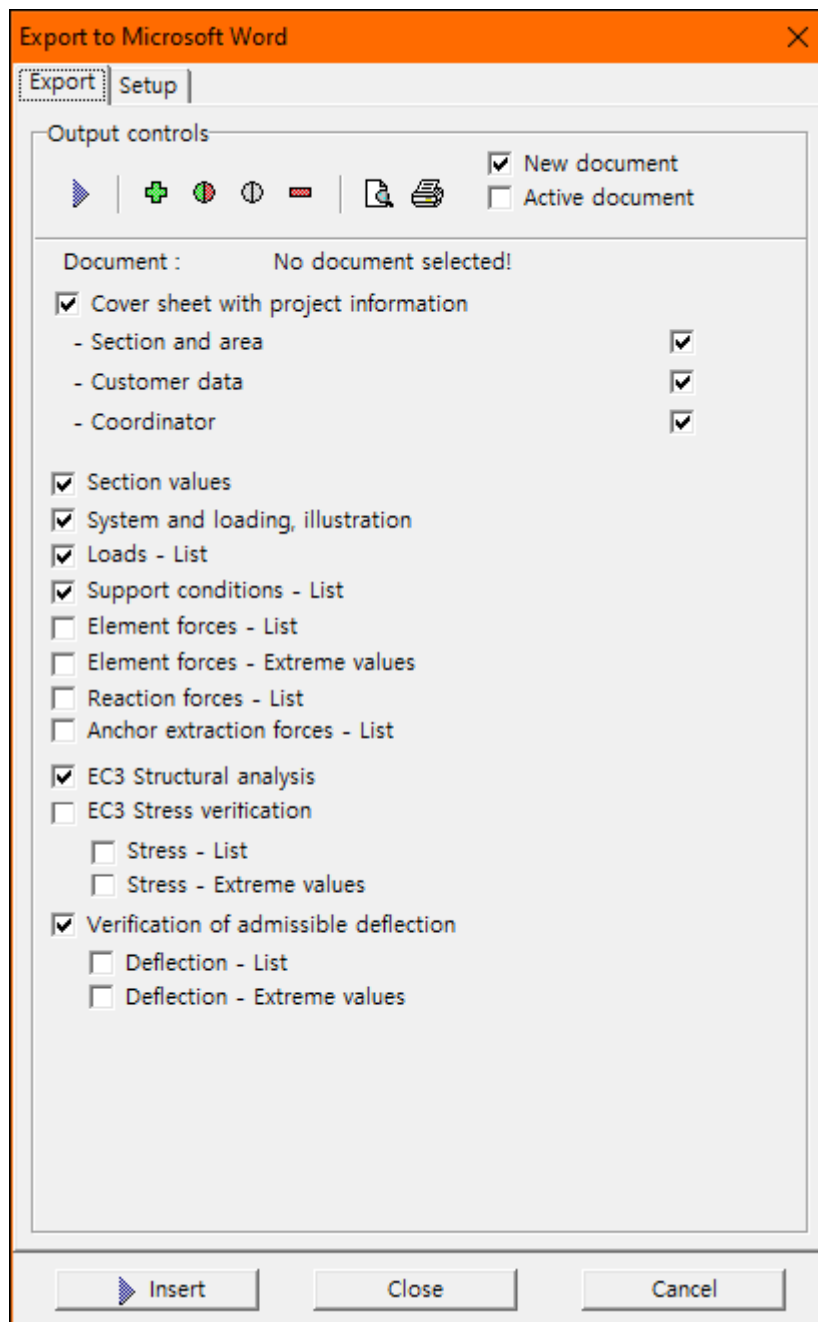 Export to Microsoft Word
Export Setup
Output controls
New document
Active document
Document : No document selected!
Cover sheet with project information
- Section and area
- Customer data
- Coordinator
Section values
System and loading, illustration
Loads - List
Support conditions - List
Element forces - List
Element forces - Extreme values
Reaction forces - List
Anchor extraction forces - List
EC3 Structural analysis
EC3 Stress verification
Stress - List
Stress - Extreme values
Verification of admissible deflection
Deflection - List
Deflection - Extreme values
Insert Close Cancel